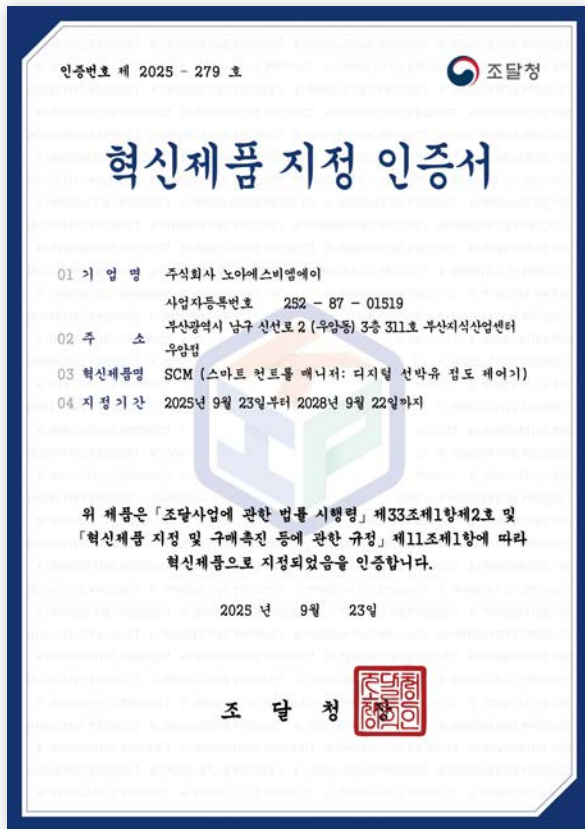 인증번호 제 2025 - 279 호
조달청
혁신제품 지정 인증서
01 기 업 명 주식회사 노아에스비엠에이
사업자등록번호 252 - 87 - 01519
02 주 소 부산광역시 남구 신선로 2 (우암동) 3층 311호 부산지식산업센터
우암점
03 혁신제품명 SCM (스마트 컨트롤 매니저: 디지털 선박유 점도 제어기)
04 지정기간 2025년 9월 23일부터 2028년 9월 22일까지
위 제품은 「조달사업에 관한 법률 시행령」 제33조제1항제2호 및
「혁신제품 지정 및 구매촉진 등에 관한 규정」 제11조제1항에 따라
혁신제품으로 지정되었음을 인증합니다.
2025 년 9월 23일
조 달 청 장